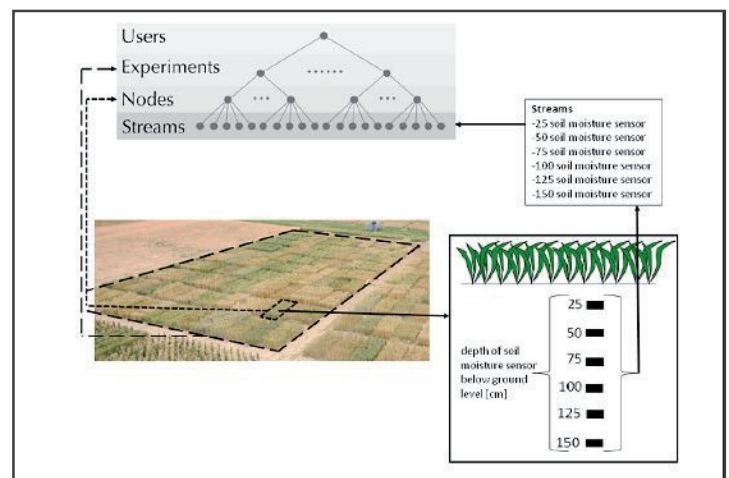 Users
Experiments
Nodes
Streams
Streams
-25 soil moisture sensor
-50 soil moisture sensor
-75 soil moisture sensor
-100 soil moisture sensor
-125 soil moisture sensor
-150 soil moisture sensor
25
50
75
100
125
150
depth of soil
moisture sensor
below ground
level [cm]